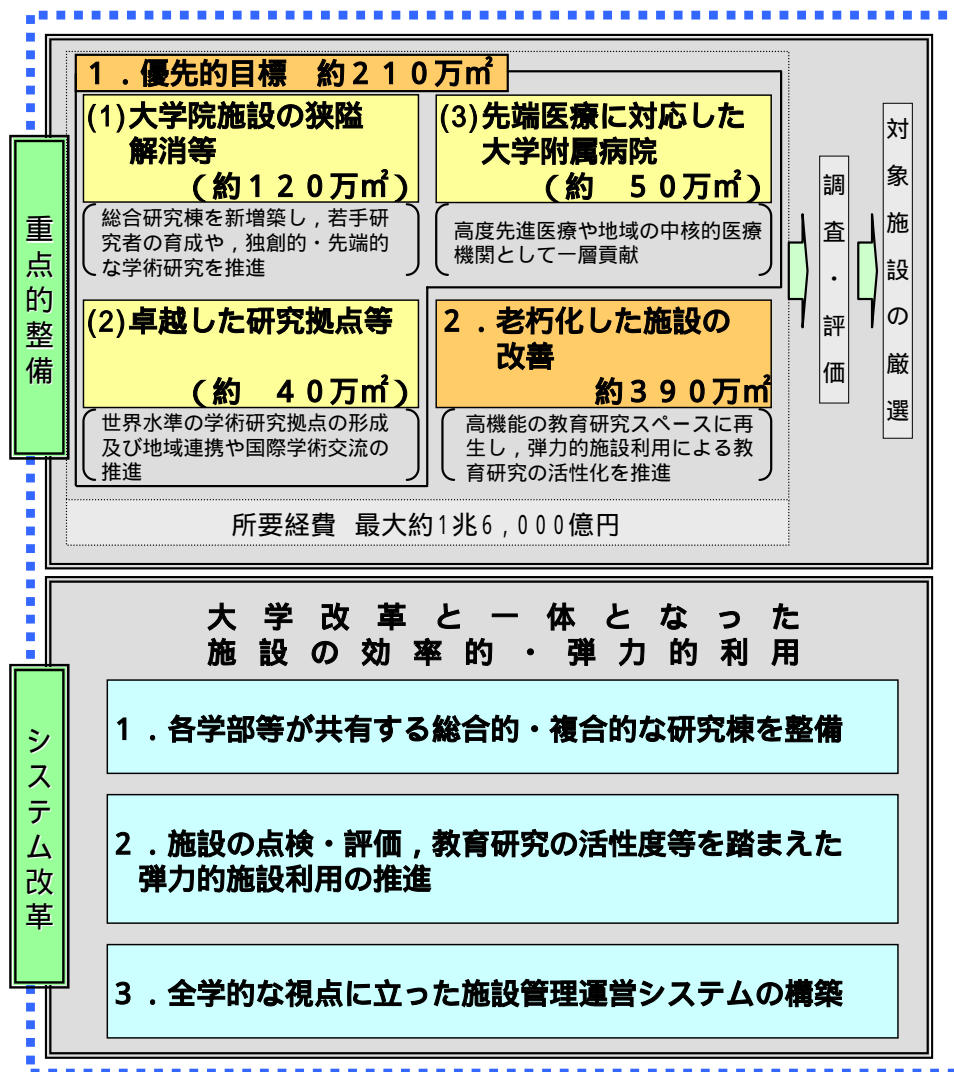 重点的整備
１．優先的目標　約２１０万㎡
(1)大学院施設の狭隘
解消等
（約１２０万㎡）
総合研究棟を新増築し，若手研
究者の育成や，独創的・先端的
な学術研究を推進
(2)卓越した研究拠点等
（約　４０万㎡）
世界水準の学術研究拠点の形成
及び地域連携や国際学術交流の
推進
(3)先端医療に対応した
大学附属病院
（約　５０万㎡）
高度先進医療や地域の中核的医療
機関として一層貢献
２．老朽化した施設の
改善
約３９０万㎡
高機能の教育研究スペースに再
生し，弾力的施設利用による教
育研究の活性化を推進
所要経費　最大約1兆6,000億円
調査・評価
対象施設の厳選
システム改革
大学改革と一体となった
施設の効率的・弾力的利用
１．各学部等が共有する総合的・複合的な研究棟を整備
２．施設の点検・評価，教育研究の活性度等を踏まえた
弾力的施設利用の推進
３．全学的な視点に立った施設管理運営システムの構築